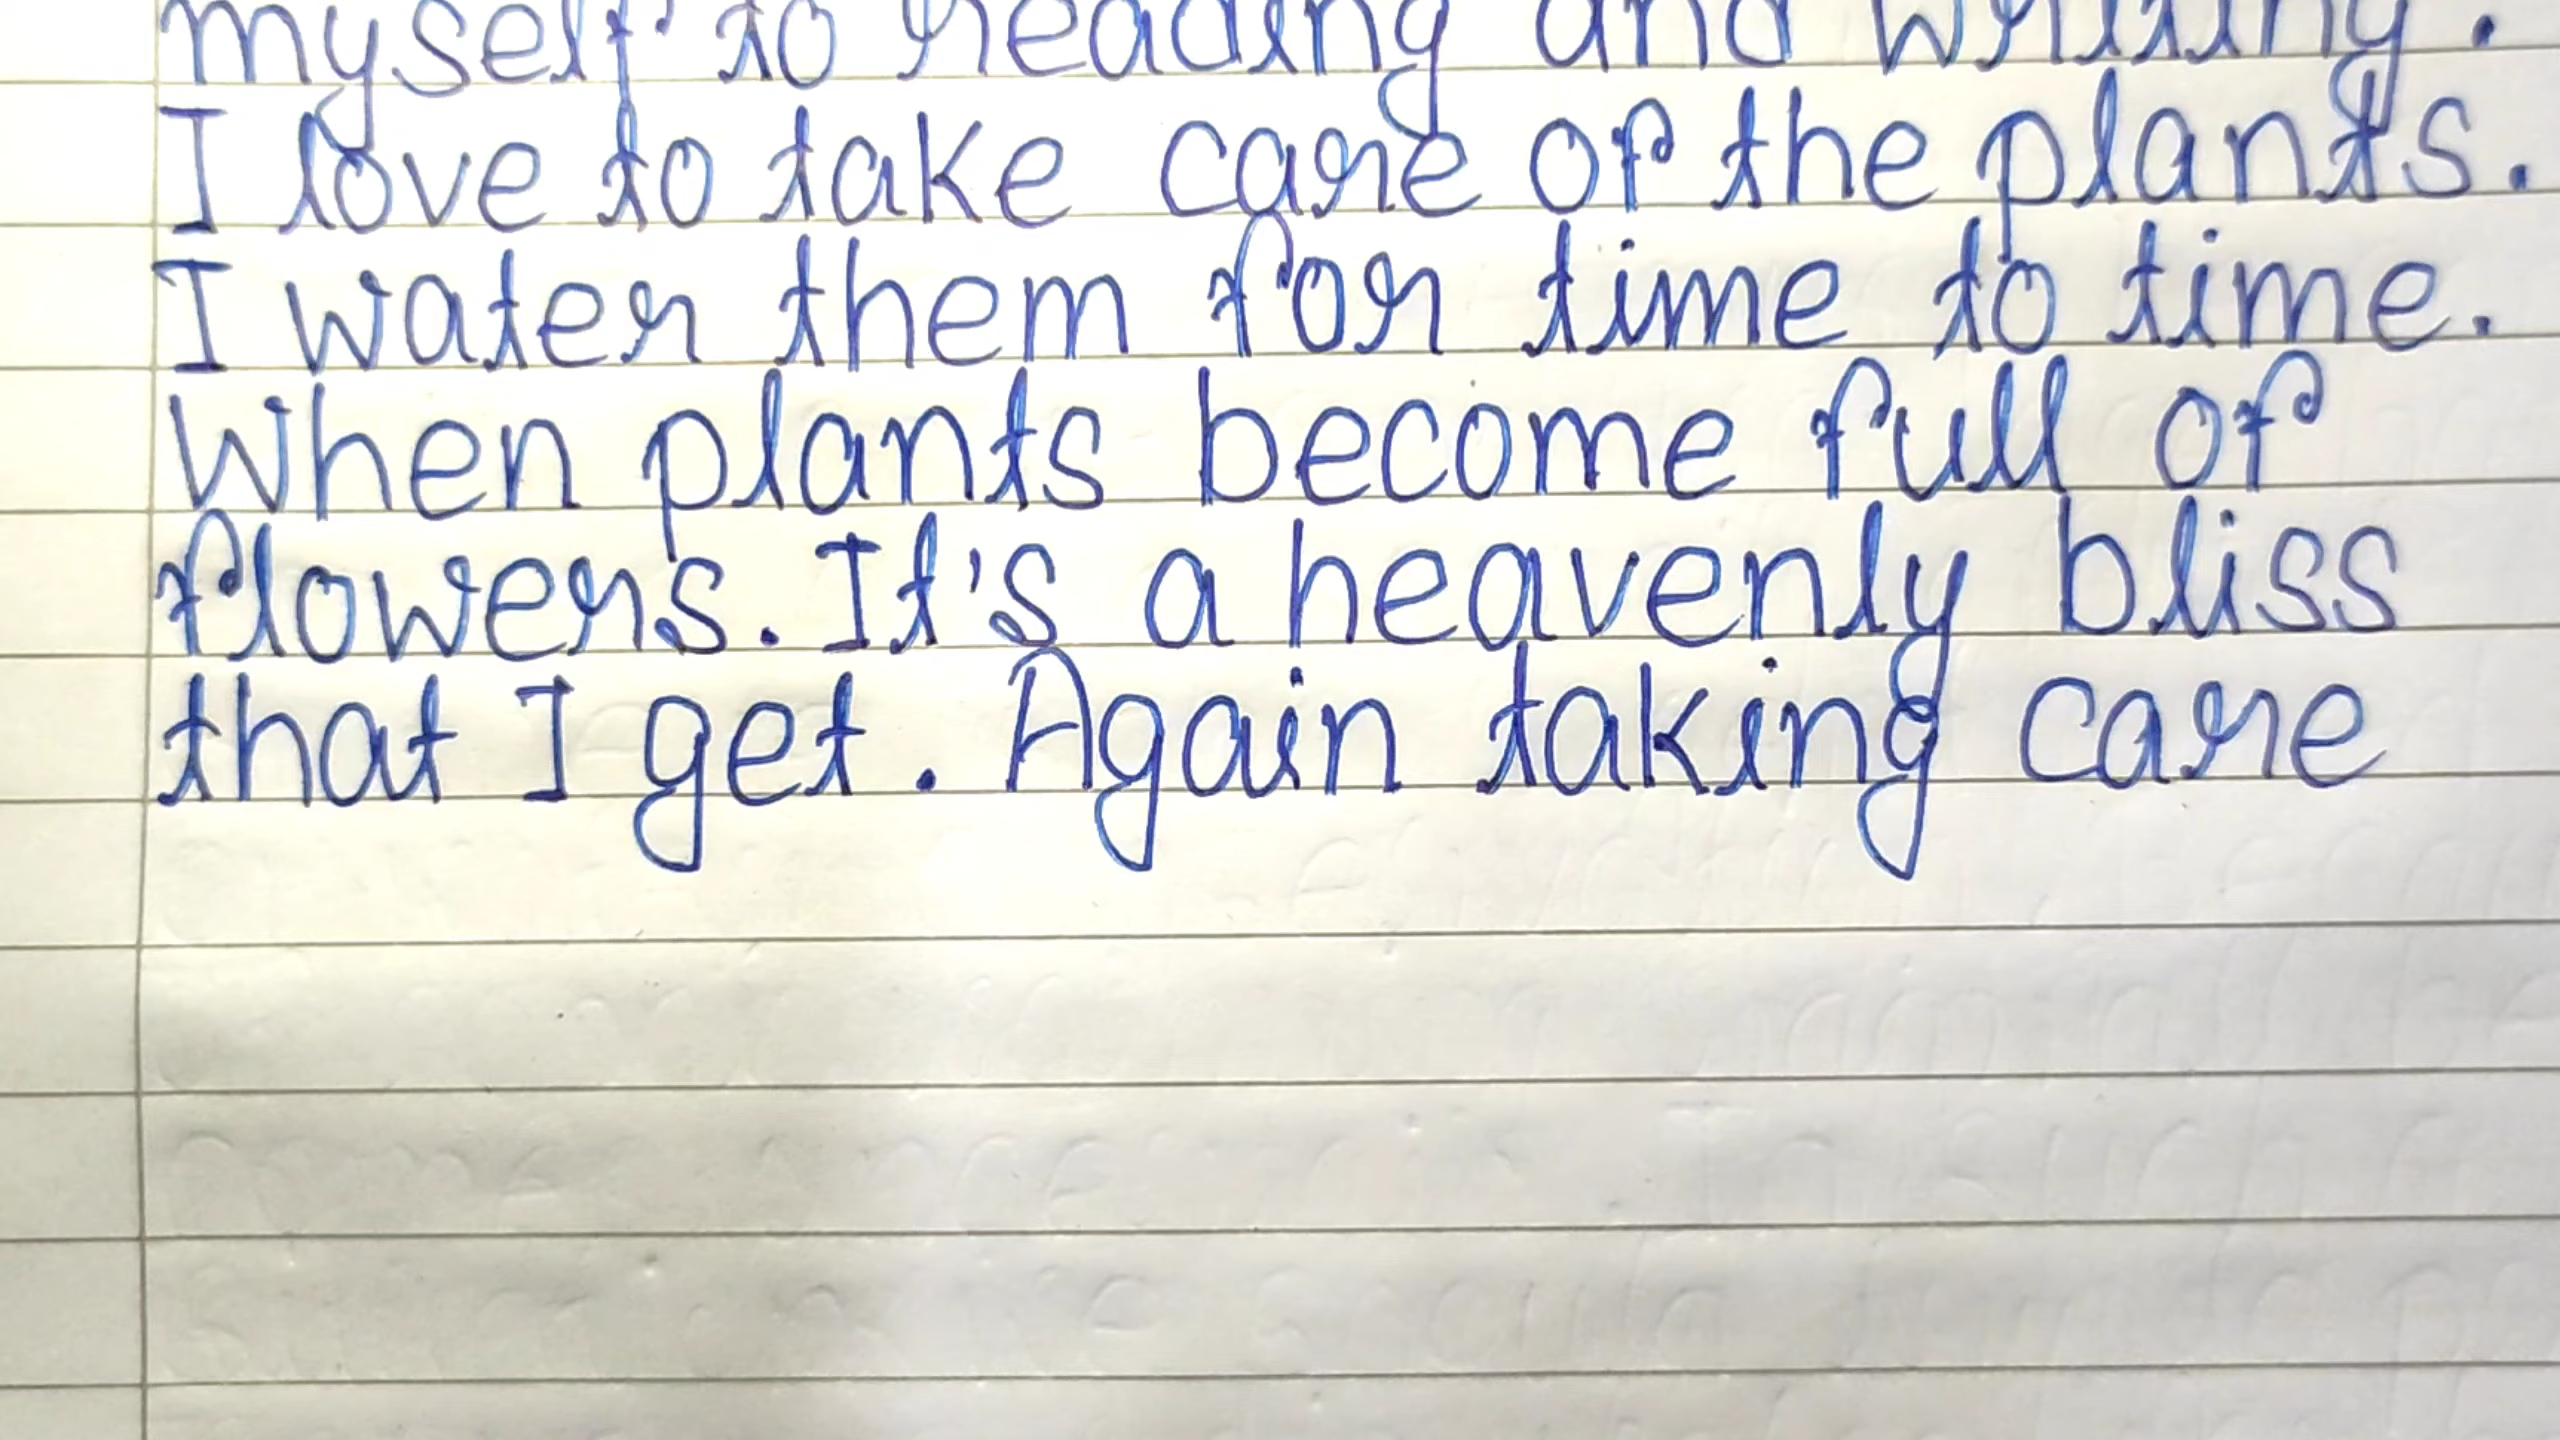 myself to reading and writing.
I love to take care of the plants.
I water them for time to time.
When plants become full of
flowers. It's a heavenly bliss
that I get. Again taking care